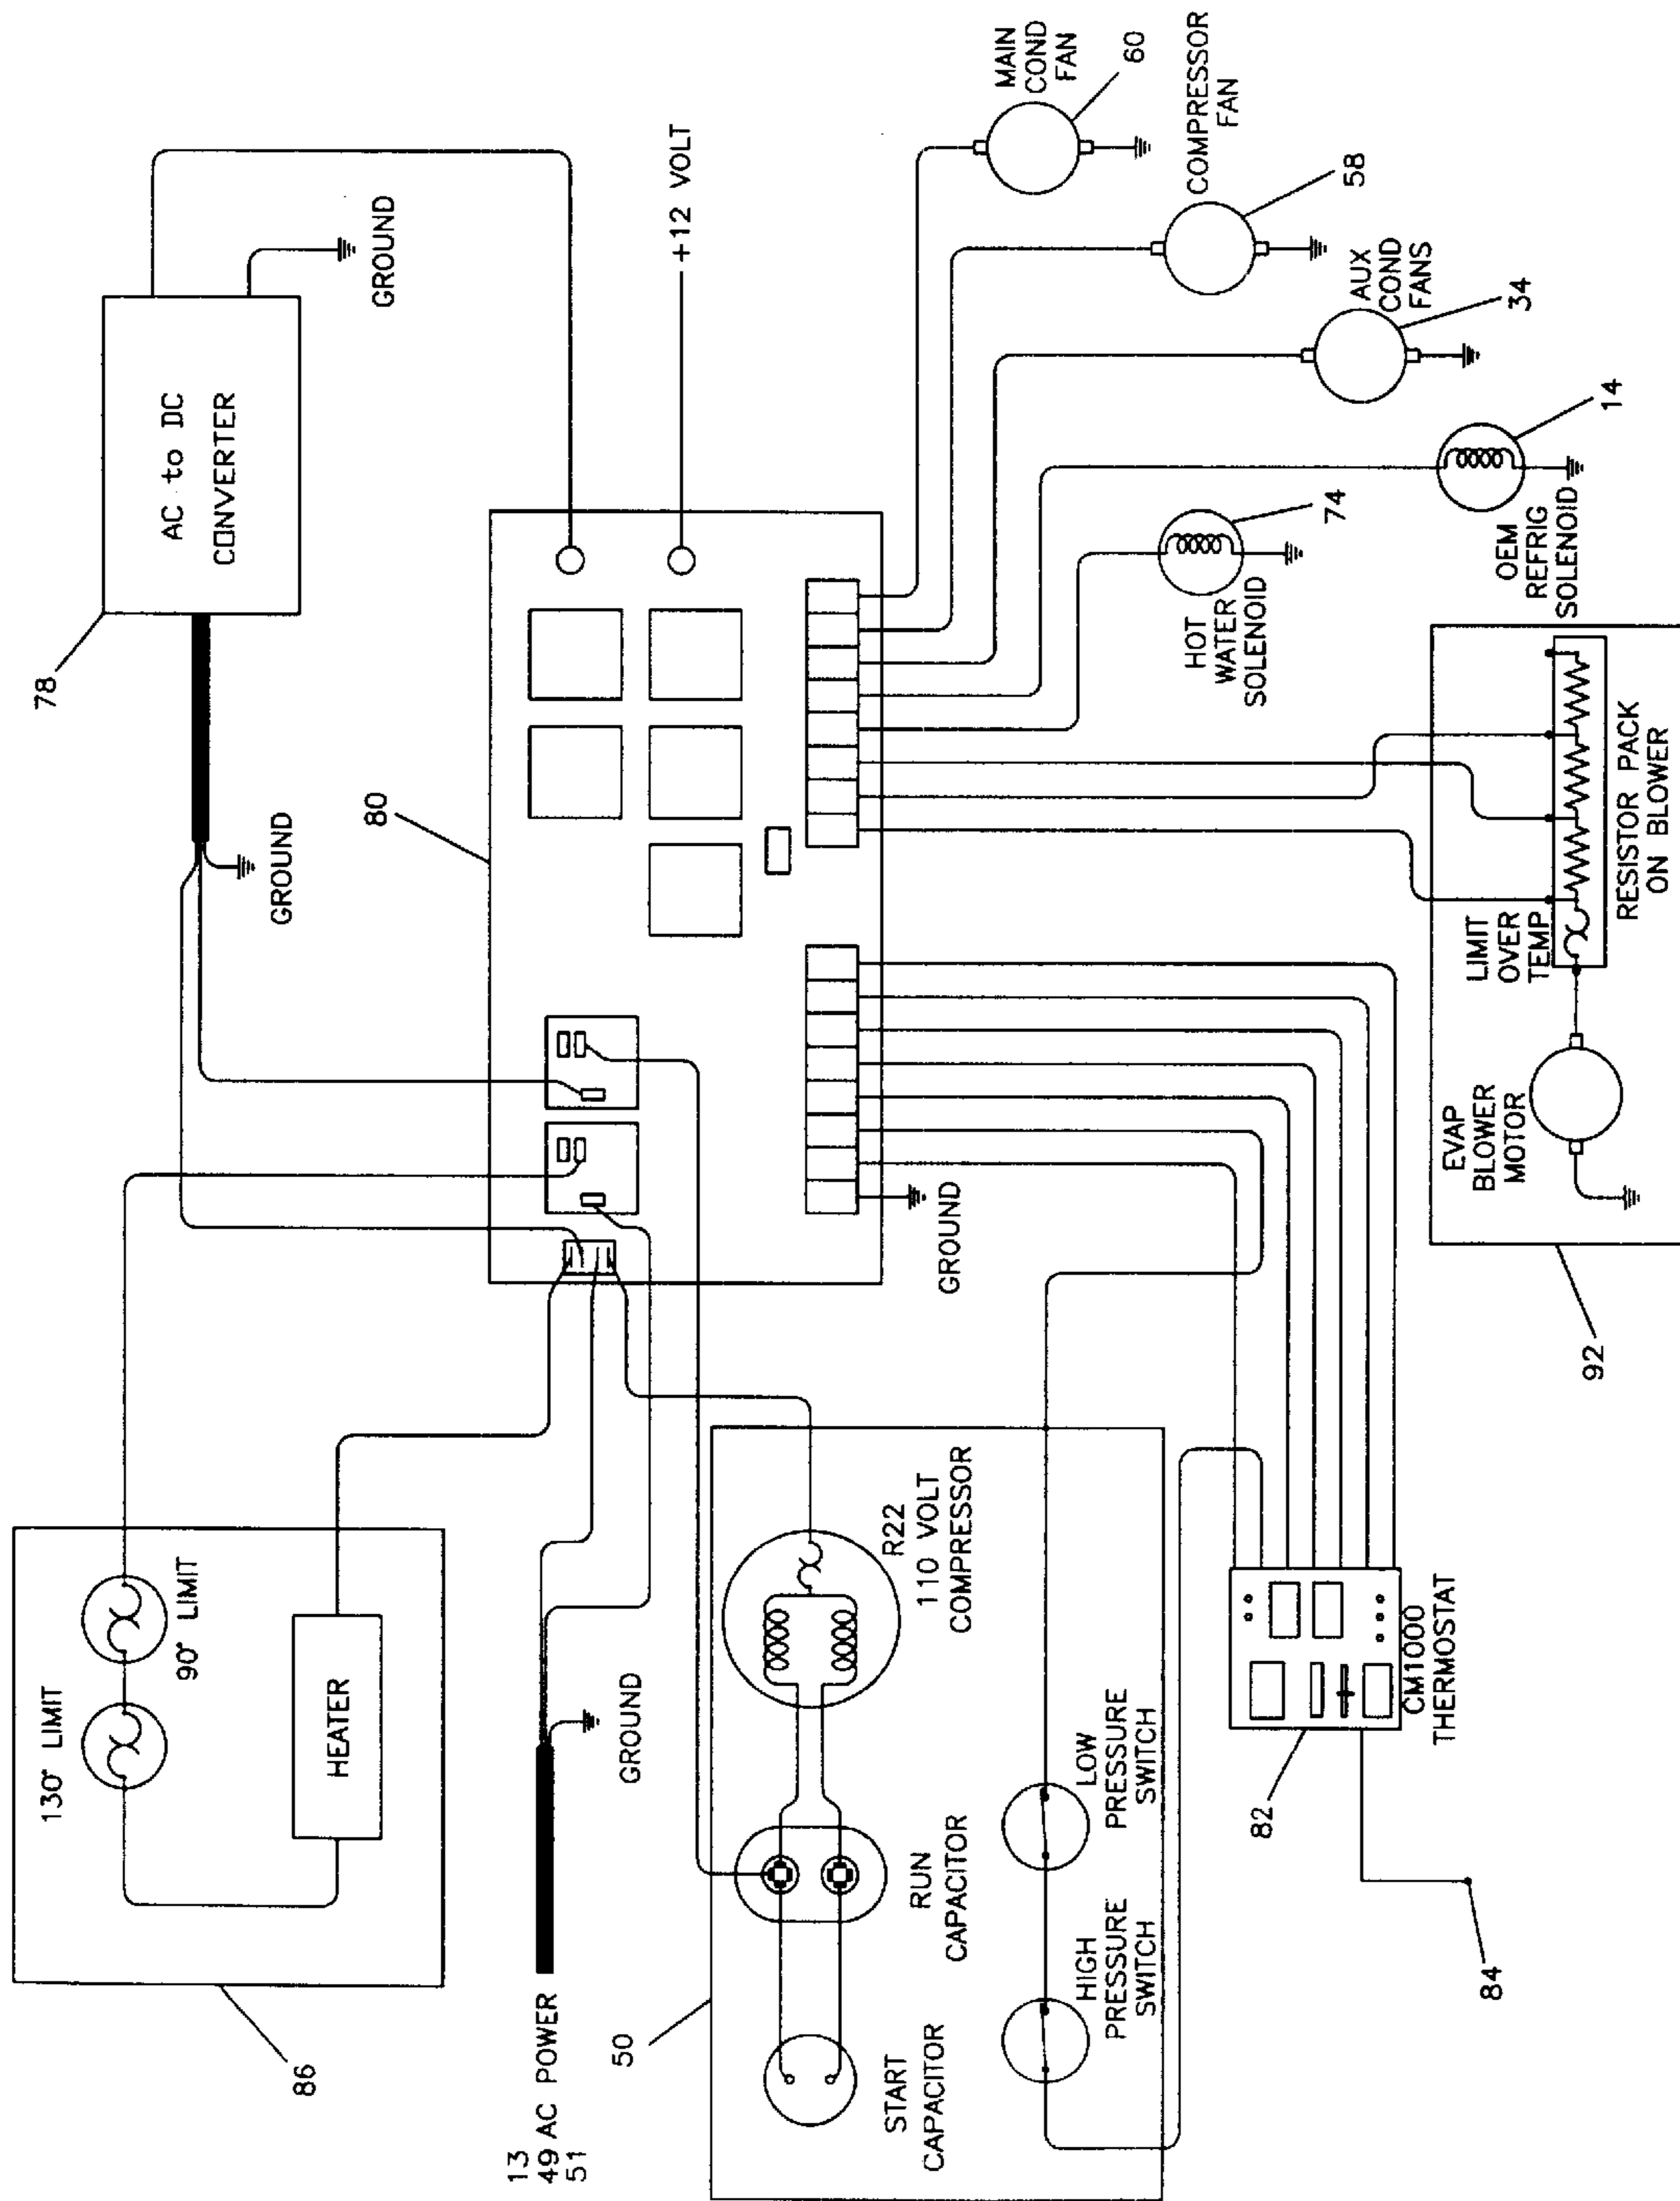 78
AC to DC
CONVERTER
GROUND
GROUND
+12 VOLT
80
MAIN
COND
FAN
60
COMPRESSOR
FAN
58
AUX
COND
FANS
34
14
OEM
REFRIG
SOLENOID
74
HOT
WATER
SOLENOID
130° LIMIT
90° LIMIT
HEATER
86
13
49 AC POWER
51
GROUND
50
R22
110 VOLT
COMPRESSOR
START
CAPACITOR
RUN
CAPACITOR
HIGH
PRESSURE
SWITCH
LOW
PRESSURE
SWITCH
GROUND
CM1000
THERMOSTAT
82
84
EVAP
BLOWER
MOTOR
LIMIT
OVER
TEMP
RESISTOR PACK
ON BLOWER
92